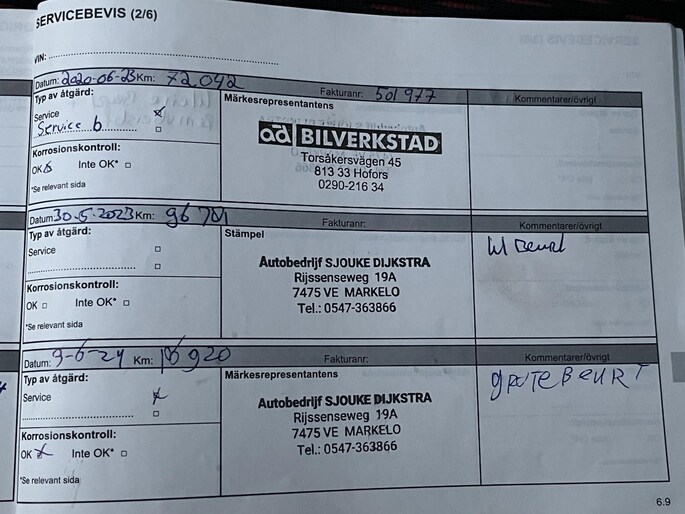 SERVICEBEVIS (2/6)
VIN:
Datum: 2020-06-23 Km: 72 042
Fakturanr: 501 977
Typ av åtgärd:
Service
Service b
Korrosionskontroll:
OK Inte OK*
*Se relevant sida
Märkesrepresentantens
ad BILVERKSTAD
Torsåkersvägen 45
813 33 Hofors
0290-216 34
Kommentarer/övrigt
Datum 30-5-2023 Km:
Fakturanr:
Typ av åtgärd:
Service
Korrosionskontroll:
OK Inte OK*
*Se relevant sida
Stämpel
Autobedrijf SJOUKE DIJKSTRA
Rijssenseweg 19A
7475 VE MARKELO
Tel.: 0547-363866
Kommentarer/övrigt
Beurt
Datum: 9-6-24 Km:
Fakturanr:
Typ av åtgärd:
Service
Korrosionskontroll:
OK Inte OK*
*Se relevant sida
Märkesrepresentantens
Autobedrijf SJOUKE DIJKSTRA
Rijssenseweg 19A
7475 VE MARKELO
Tel.: 0547-363866
Kommentarer/övrigt
gROTE BEURT
6.9